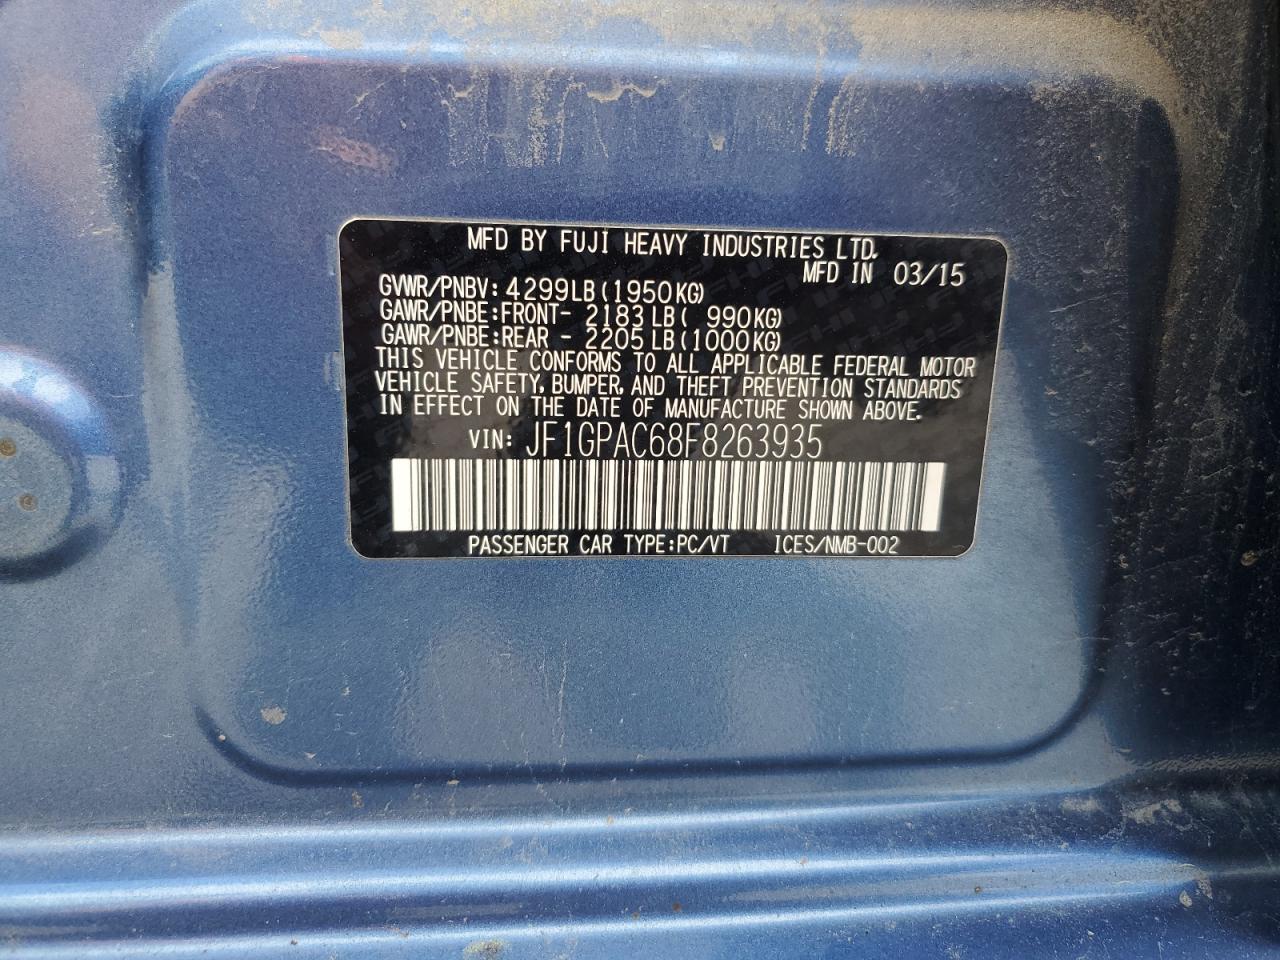 MFD BY FUJI HEAVY INDUSTRIES LTD.
MFD IN 03/15
GVWR/PNBV: 4299LB(1950KG)
GAWR/PNBE:FRONT- 2183LB( 990KG)
GAWR/PNBE:REAR - 2205LB(1000KG)
THIS VEHICLE CONFORMS TO ALL APPLICABLE FEDERAL MOTOR
VEHICLE SAFETY, BUMPER, AND THEFT PREVENTION STANDARDS
IN EFFECT ON THE DATE OF MANUFACTURE SHOWN ABOVE.
VIN: JF1GPAC68F8263935
PASSENGER CAR TYPE:PC/VT ICES/NMB-002